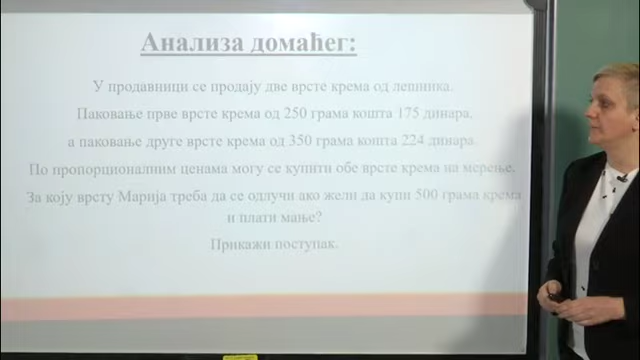 Анализа домаћег:
У продавници се продају две врсте крема од лешника.
Паковање прве врсте крема од 250 грама кошта 175 динара,
а паковање друге врсте крема од 350 грама кошта 224 динара.
По пропорционалним ценама могу се купити обе врсте крема на мерење.
За коју врсту Марија треба да се одлучи ако жели да купи 500 грама крема
и плати мање?
Прикажи поступак.